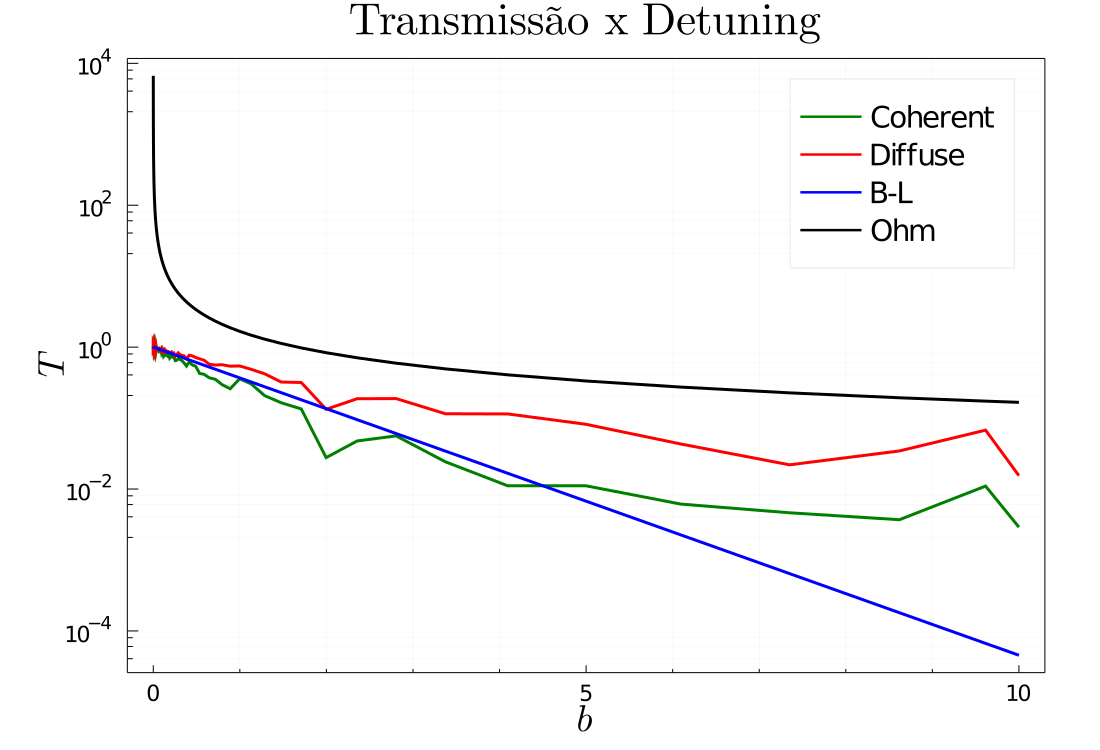 Transmissão x Detuning
10^4
10^2
10^0
10^−2
10^−4
T
Coherent
Diffuse
B-L
Ohm
0 5 10
b